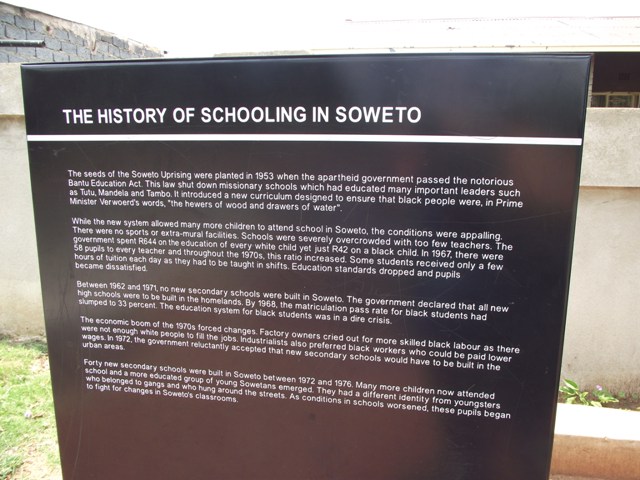 THE HISTORY OF SCHOOLING IN SOWETO
The seeds of the Soweto Uprising were planted in 1953 when the apartheid government passed the notorious
Bantu Education Act. This law shut down missionary schools which had educated many important leaders such
as Tutu, Mandela and Tambo. It introduced a new curriculum designed to ensure that black people were, in Prime
Minister Verwoerd's words, "the hewers of wood and drawers of water".
While the new system allowed many more children to attend school in Soweto, the conditions were appalling.
There were no sports or extra-mural facilities. Schools were severely overcrowded with too few teachers. The
government spent R644 on the education of every white child yet just R42 on a black child. In 1967, there were
58 pupils to every teacher and throughout the 1970s, this ratio increased. Some students received only a few
hours of tuition each day as they had to be taught in shifts. Education standards dropped and pupils
became dissatisfied.
Between 1962 and 1971, no new secondary schools were built in Soweto. The government declared that all new
high schools were to be built in the homelands. By 1968, the matriculation pass rate for black students had
slumped to 33 percent. The education system for black students was in a dire crisis.
The economic boom of the 1970s forced changes. Factory owners cried out for more skilled black labour as there
were not enough white people to fill the jobs. Industrialists also preferred black workers who could be paid lower
wages. In 1972, the government reluctantly accepted that new secondary schools would have to be built in the
urban areas.
Forty new secondary schools were built in Soweto between 1972 and 1976. Many more children now attended
school and a more educated group of young Sowetans emerged. They had a different identity from youngsters
who belonged to gangs and who hung around the streets. As conditions in schools worsened, these pupils began
to fight for changes in Soweto's classrooms.